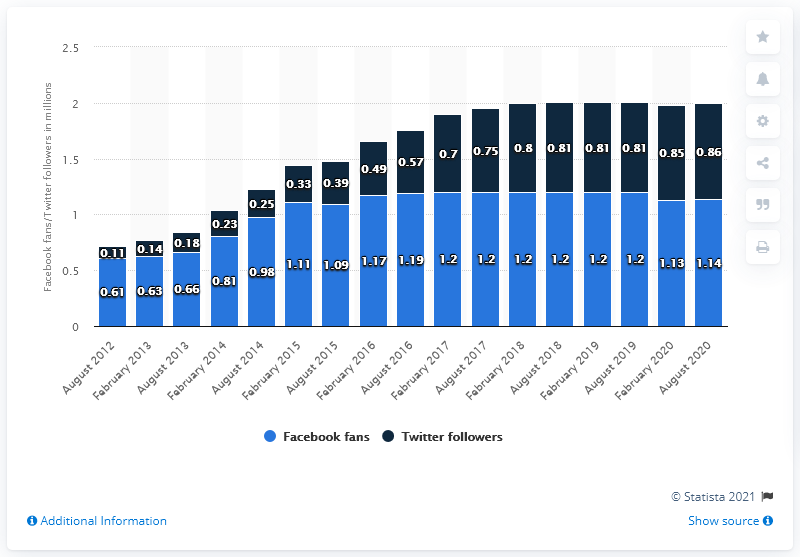 Facebook fans/Twitter followers in millions
2.5
2
1.5
1
0.5
0
0.11 0.14 0.18 0.23 0.25 0.33 0.39 0.49 0.57 0.7 0.75 0.8 0.81 0.81 0.81 0.85 0.86
0.61 0.63 0.66 0.81 0.98 1.11 1.09 1.17 1.19 1.2 1.2 1.2 1.2 1.2 1.2 1.13 1.14
August 2012
February 2013
August 2013
February 2014
August 2014
February 2015
August 2015
February 2016
August 2016
February 2017
August 2017
February 2018
August 2018
February 2019
August 2019
February 2020
August 2020
Facebook fans Twitter followers
© Statista 2021
Additional Information Show source